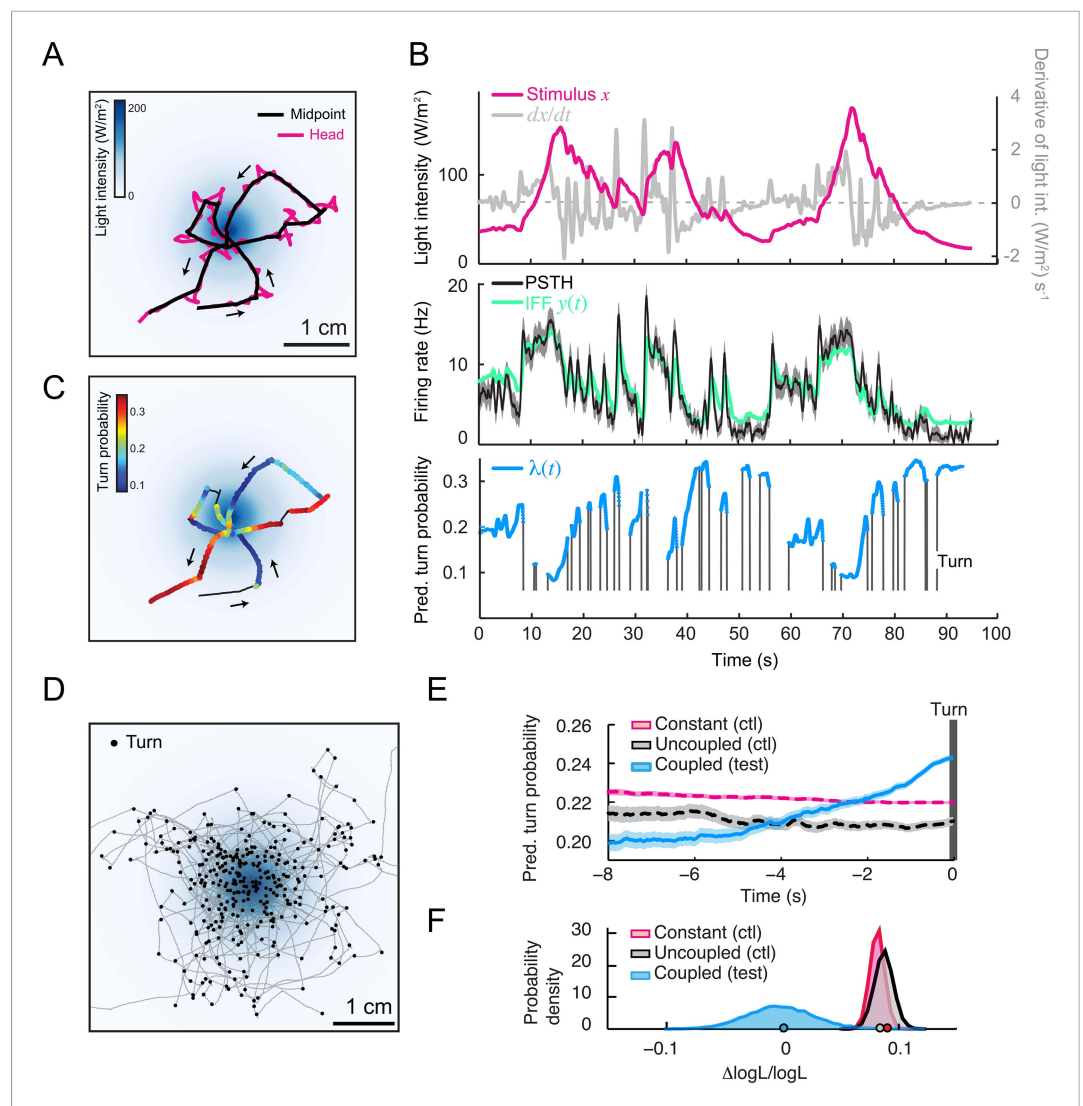 A
Light intensity (W/m²)
200
0
Midpoint
Head
1 cm
B
Stimulus x
dx/dt
Light intensity (W/m²)
100
0
Derivative of light int. (W/m²) s⁻¹
4
2
0
-2
PSTH
IFF y(t)
Firing rate (Hz)
20
10
0
C
Turn probability
0.3
0.2
0.1
λ(t)
Pred. turn probability
0.3
0.2
0.1
Turn
0 10 20 30 40 50 60 70 80 90 100
Time (s)
D
Turn
1 cm
E
Turn
Pred. turn probability
0.26
0.24
0.22
0.20
Constant (ctl)
Uncoupled (ctl)
Coupled (test)
−8 −6 −4 −2 0
Time (s)
F
Probability
density
30
20
10
0
Constant (ctl)
Uncoupled (ctl)
Coupled (test)
−0.1 0 0.1
ΔlogL/logL